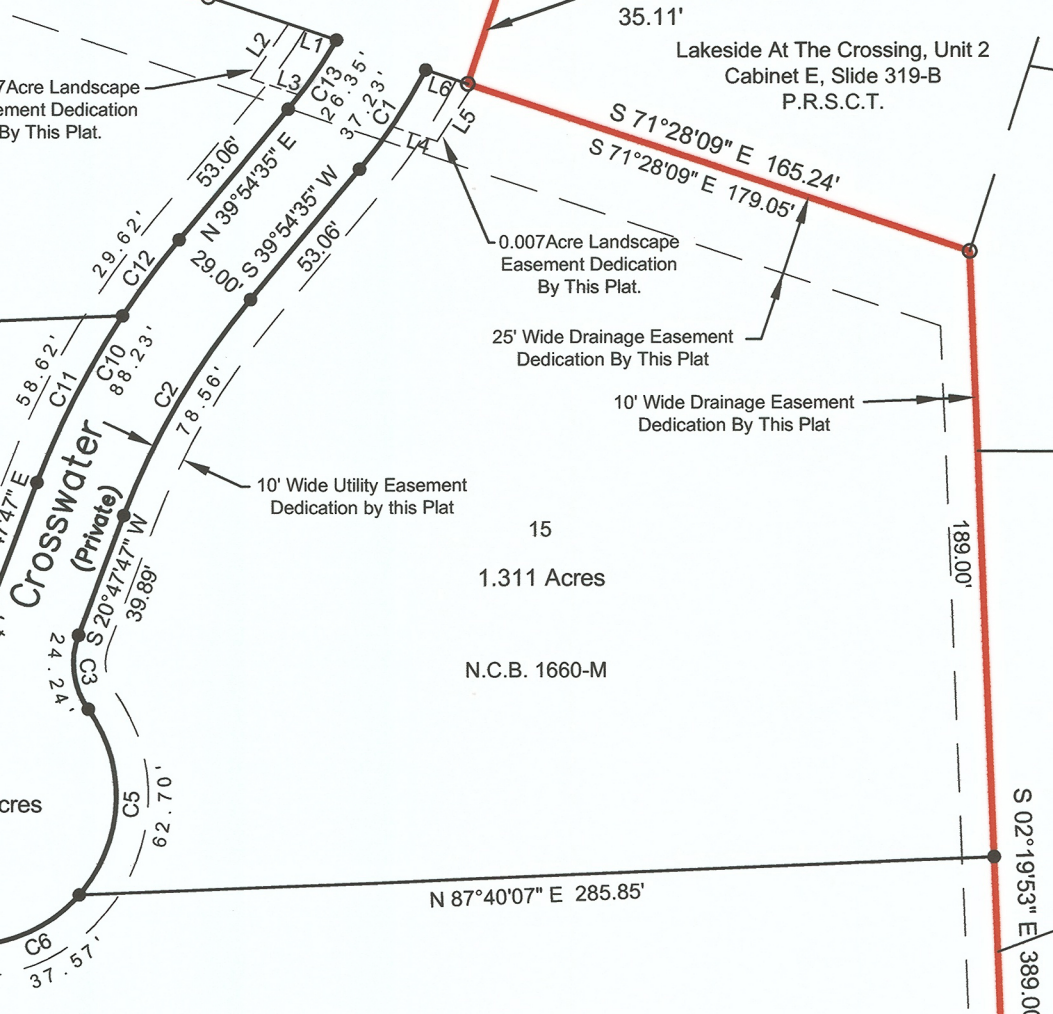 35.11'
Lakeside At The Crossing, Unit 2
Cabinet E, Slide 319-B
P.R.S.C.T.
L2
L1
L3
7Acre Landscape
ement Dedication
By This Plat.
C13
26.35'
37.23'
C1
L6
L5
L4
S 71°28'09" E 165.24'
S 71°28'09" E 179.05'
53.06'
N 39°54'35" E
S 39°54'35" W
53.06'
29.00'
29.62'
C12
0.007Acre Landscape
Easement Dedication
By This Plat.
25' Wide Drainage Easement
Dedication By This Plat
10' Wide Drainage Easement
Dedication By This Plat
58.62'
C11
C10
88.23'
C2
78.56'
Crosswater
(Private)
10' Wide Utility Easement
Dedication by this Plat
47" E
15
1.311 Acres
N.C.B. 1660-M
189.00'
S 20°47'47" W
39.89'
C3
24.24'
C5
62.70'
cres
N 87°40'07" E 285.85'
S 02°19'53" E 389.00
C6
37.57'